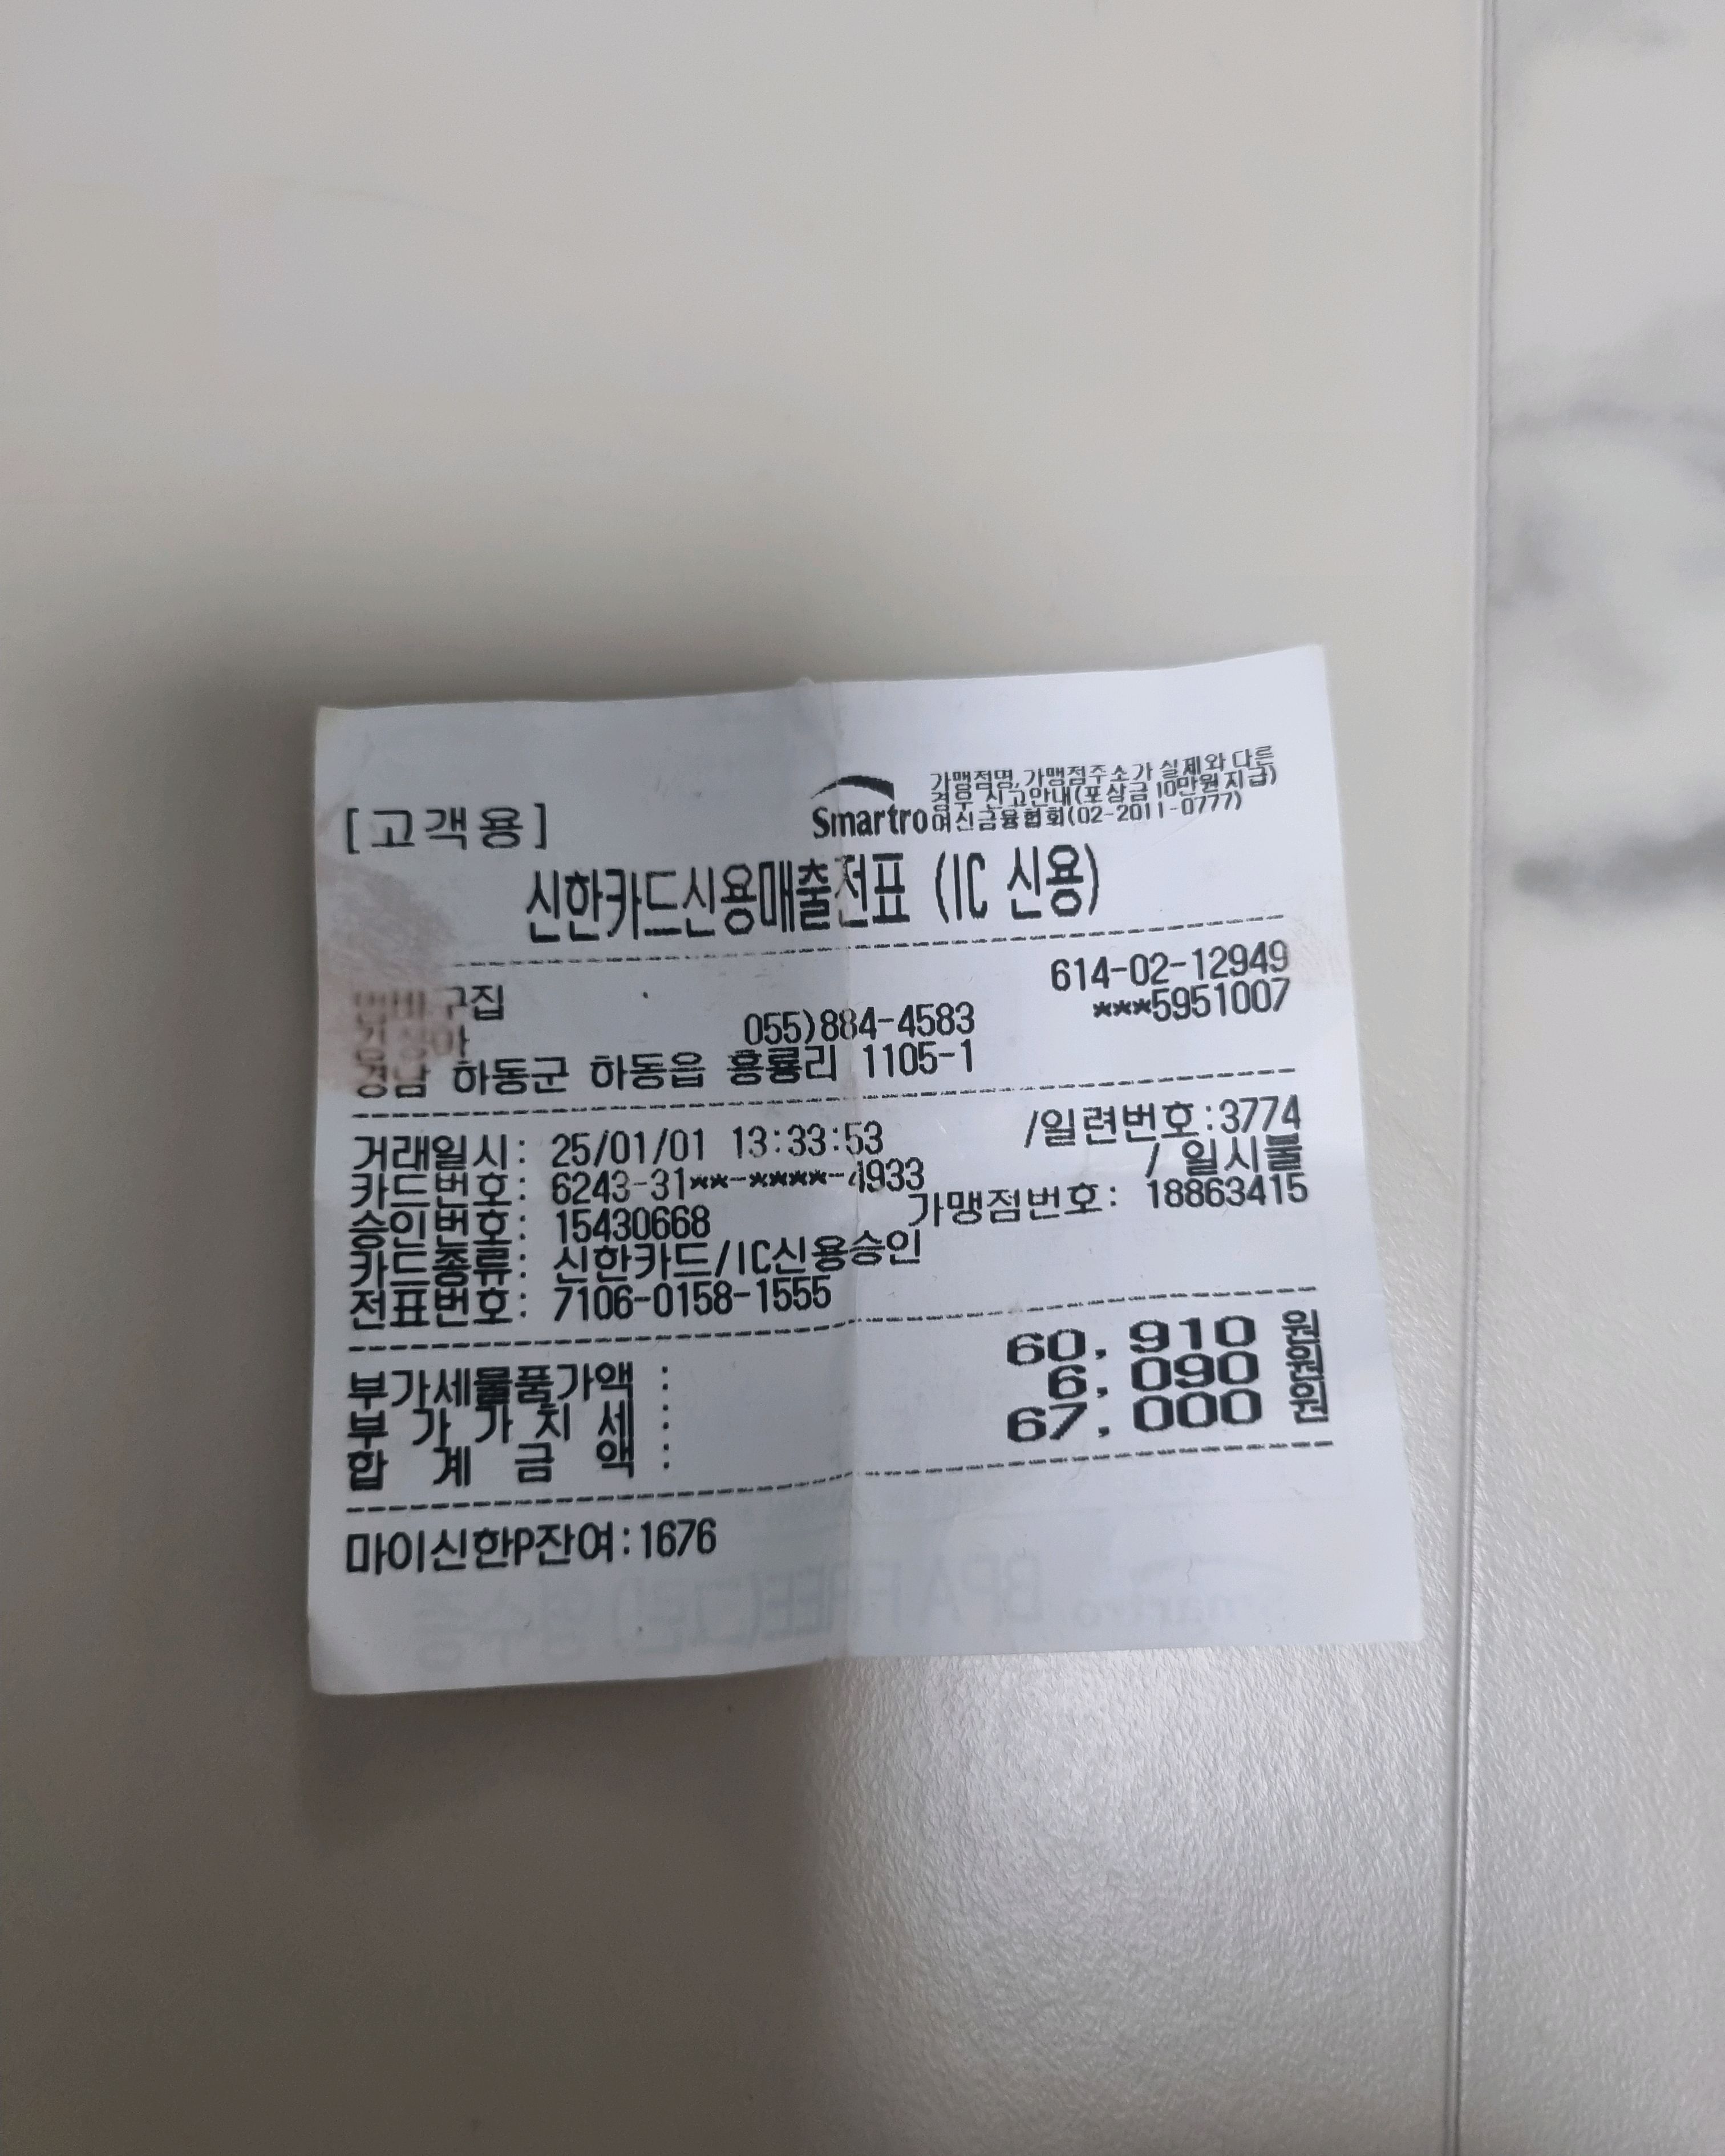 [고객용]
Smartro
가맹점명, 가맹점주소가 실제와 다른
경우 신고안내(포상금 10만원 지급)
여신금융협회(02-2011-0777)
신한카드신용매출전표 (IC 신용)
구집 614-02-12949
055)884-4583 ***5951007
경남 하동군 하동읍 흥룡리 1105-1
거래일시: 25/01/01 13:33:53 /일련번호:3774
카드번호: 6243-31**-****-4933 / 일시불
승인번호: 15430668 가맹점번호: 18863415
카드종류: 신한카드/IC신용승인
전표번호: 7106-0158-1555
부가세물품가액 : 60,910 원
부 가 가 치 세 : 6,090 원
합 계 금 액 : 67,000 원
마이신한P잔여:1676